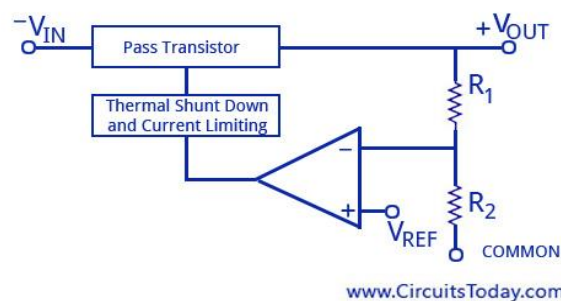 −VIN
+VOUT
Pass Transistor
R1
Thermal Shunt Down
and Current Limiting
−
+
VREF
R2
COMMON
www.CircuitsToday.com